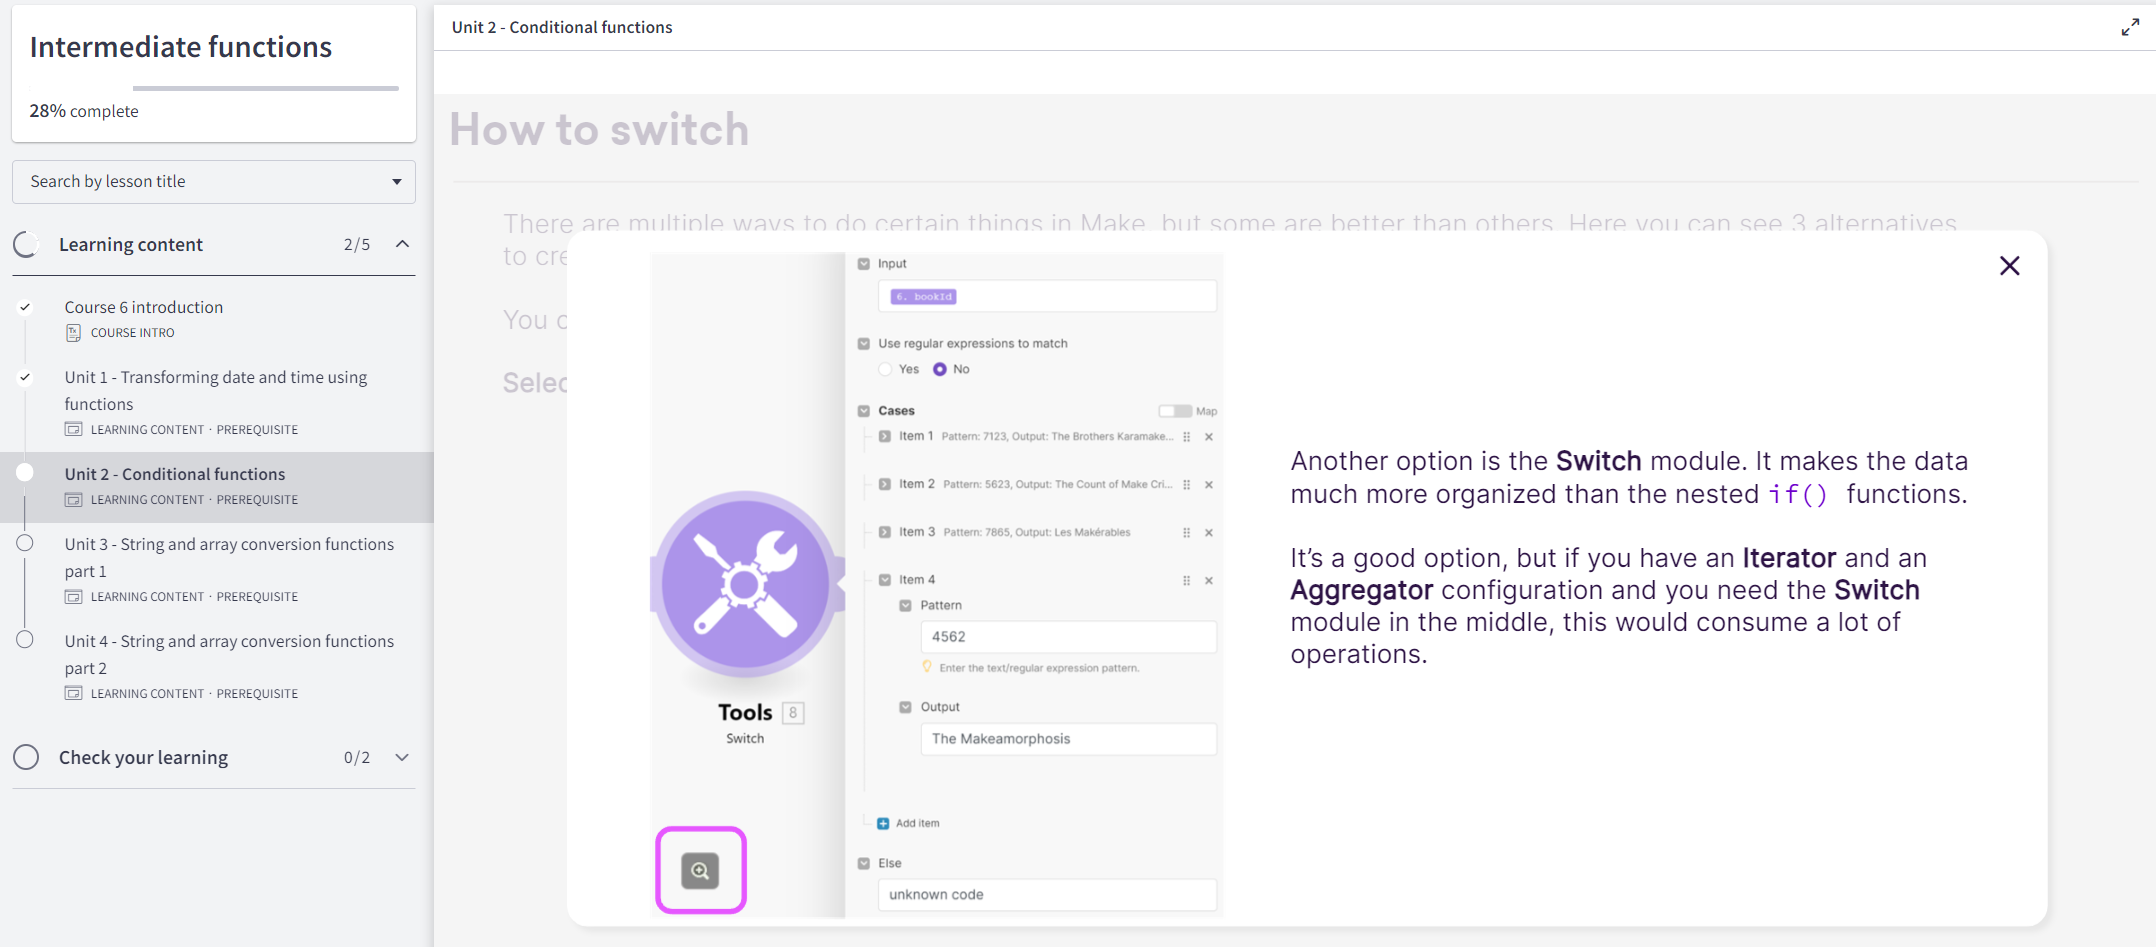 Intermediate functions
28% complete
Search by lesson title
Learning content 2/5
Course 6 introduction
COURSE INTRO
Unit 1 - Transforming date and time using
functions
LEARNING CONTENT · PREREQUISITE
Unit 2 - Conditional functions
LEARNING CONTENT · PREREQUISITE
Unit 3 - String and array conversion functions
part 1
LEARNING CONTENT · PREREQUISITE
Unit 4 - String and array conversion functions
part 2
LEARNING CONTENT · PREREQUISITE
Check your learning 0/2
Unit 2 - Conditional functions
How to switch
There are multiple ways to do certain things in Make, but some are better than others. Here you can see 3 alternatives
to cre
You c
Selec
Input
6. bookId
Use regular expressions to match
Yes No
Cases Map
Item 1 Pattern: 7123, Output: The Brothers Karamake...
Item 2 Pattern: 5623, Output: The Count of Make Cri...
Item 3 Pattern: 7865, Output: Les Makérables
Item 4
Pattern
4562
Enter the text/regular expression pattern.
Output
The Makeamorphosis
Add item
Else
unknown code
Tools 8
Switch
Another option is the Switch module. It makes the data
much more organized than the nested if() functions.
It's a good option, but if you have an Iterator and an
Aggregator configuration and you need the Switch
module in the middle, this would consume a lot of
operations.